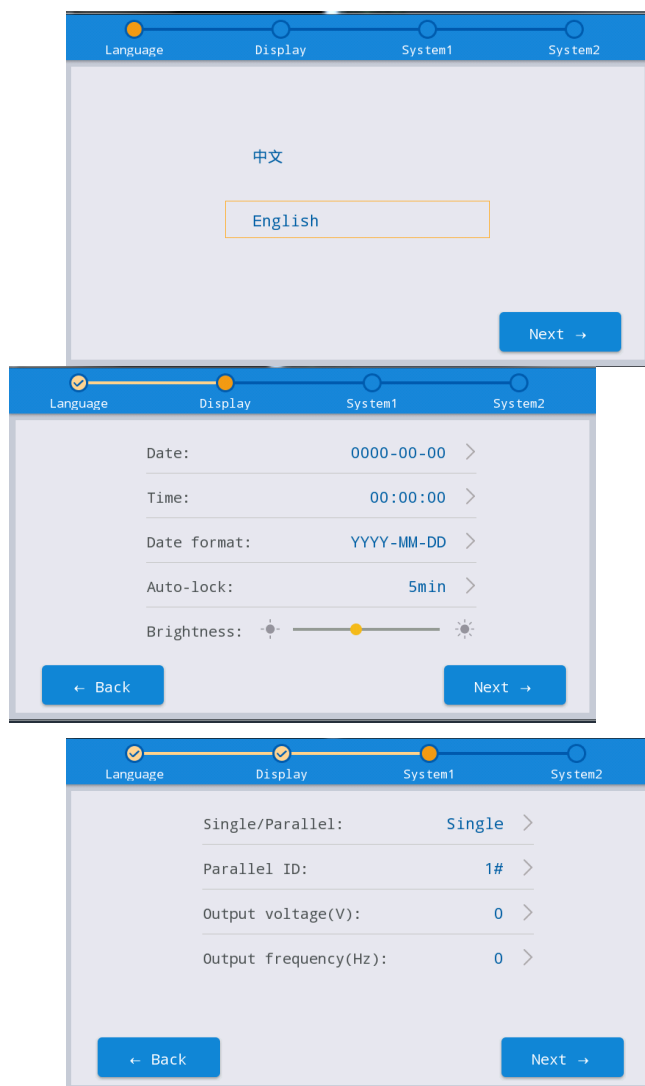 Language Display System1 System2
中文
English
Next →
Language Display System1 System2
Date: 0000-00-00
Time: 00:00:00
Date format: YYYY-MM-DD
Auto-lock: 5min
Brightness:
← Back Next →
Language Display System1 System2
Single/Parallel: Single
Parallel ID: 1#
Output voltage(V): 0
Output frequency(Hz): 0
← Back Next →